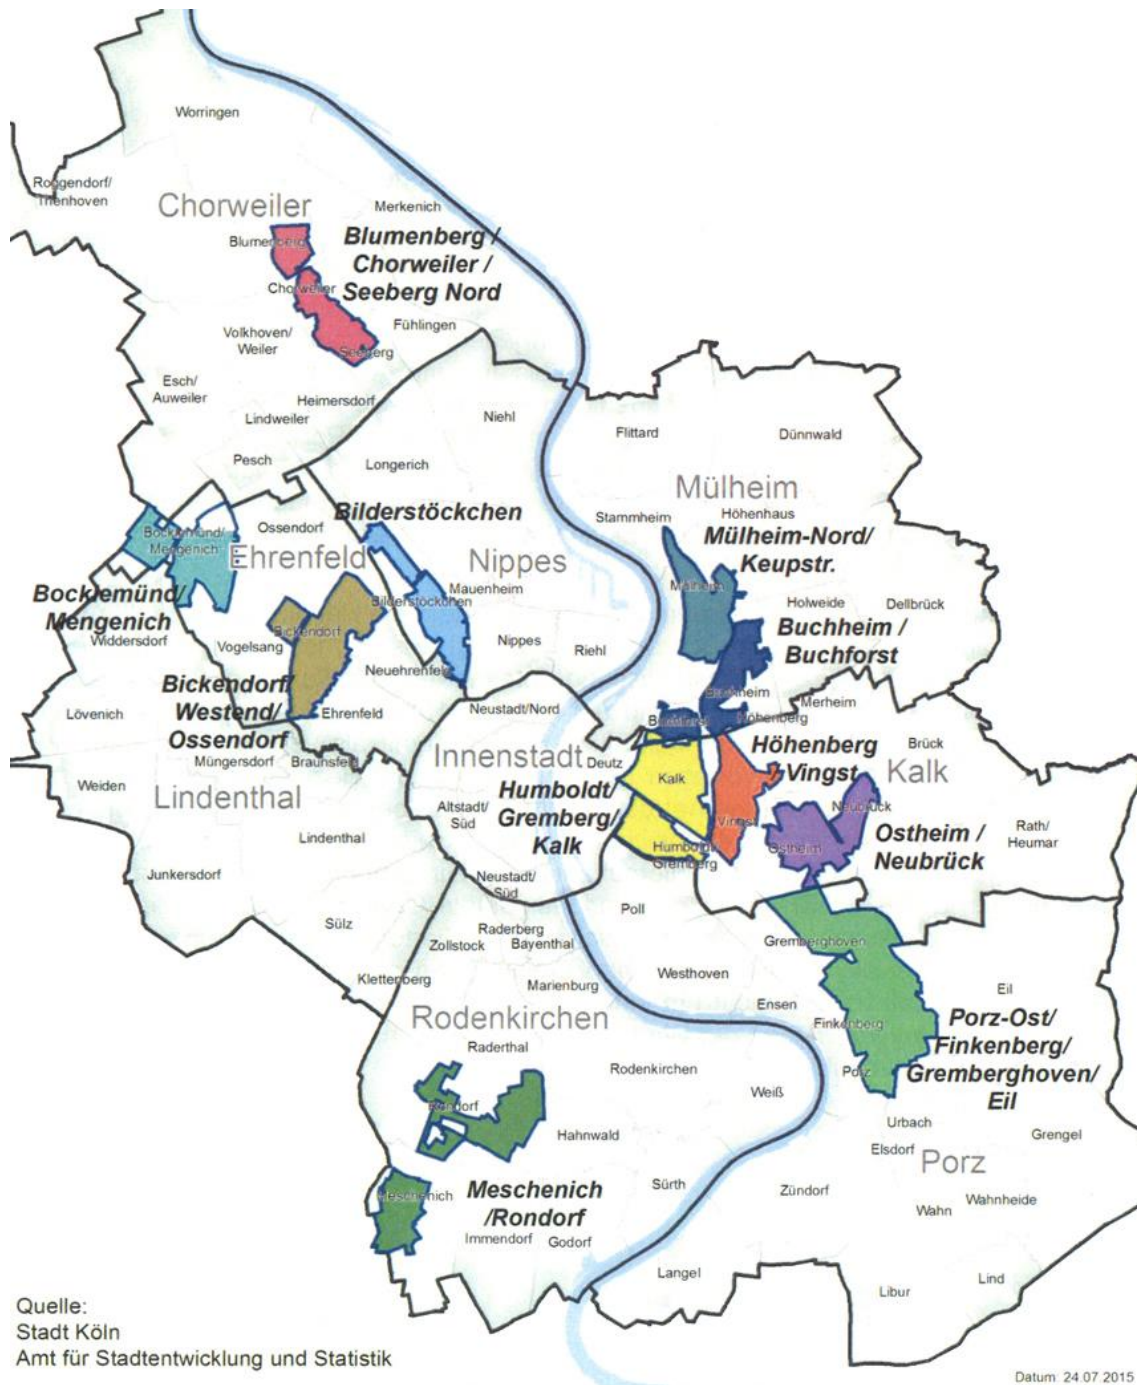 Worringen
Roggendorf/
Thenhoven
Chorweiler
Merkenich
Blumenberg
Blumenberg /
Chorweiler /
Seeberg Nord
Chorweiler
Volkhoven/
Weiler
Fühlingen
Seeberg
Esch/
Auweiler
Heimersdorf
Lindweiler
Pesch
Niehl
Longerich
Flittard
Dünnwald
Mülheim
Stammheim
Höhenhaus
Mülheim-Nord/
Keupstr.
Bilderstöckchen
Ossendorf
Bocklemünd/
Mengenich
Ehrenfeld
Nippes
Mauenheim
Bilderstöckchen
Mülheim
Holweide
Dellbrück
Bocklemünd/
Mengenich
Widdersdorf
Vogelsang
Bickendorf
Nippes
Riehl
Buchheim /
Buchforst
Neuehrenfeld
Bickendorf/
Westend/
Ossendorf
Buchheim
Merheim
Lövenich
Ehrenfeld
Neustadt/Nord
Buchforst
Höhenberg
Müngersdorf
Braunsfeld
Innenstadt
Deutz
Höhenberg
Vingst
Brück
Kalk
Weiden
Lindenthal
Kalk
Humboldt/
Gremberg/
Kalk
Altstadt/
Süd
Vingst
Neubrück
Ostheim /
Neubrück
Rath/
Heumar
Lindenthal
Humboldt/
Gremberg
Ostheim
Junkersdorf
Neustadt/
Süd
Sülz
Poll
Raderberg
Zollstock
Bayenthal
Gremberghoven
Klettenberg
Marienburg
Westhoven
Ensen
Eil
Rodenkirchen
Finkenberg
Porz-Ost/
Finkenberg/
Gremberghoven/
Eil
Raderthal
Rodenkirchen
Porz
Weiß
Rondorf
Hahnwald
Urbach
Elsdorf
Grengel
Porz
Meschenich
Meschenich
/Rondorf
Sürth
Zündorf
Wahn
Wahnheide
Immendorf
Godorf
Langel
Libur
Lind
Quelle:
Stadt Köln
Amt für Stadtentwicklung und Statistik
Datum: 24.07.2015